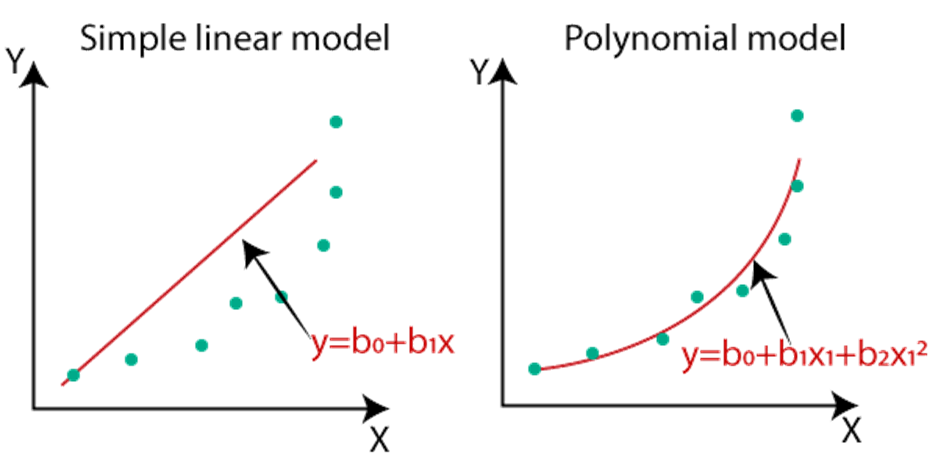 Simple linear model
Y
y=b₀+b₁x
X
Polynomial model
Y
y=b₀+b₁x₁+b₂x₁²
X